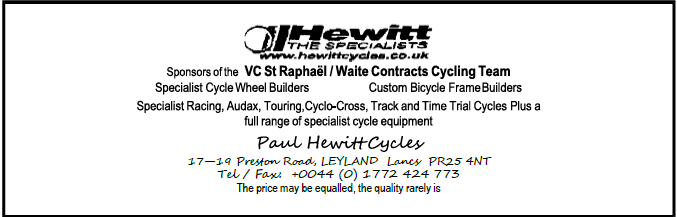 Hewitt
THE SPECIALISTS
www.hewittcycles.co.uk
Sponsors of the VC St Raphaël / Waite Contracts Cycling Team
Specialist Cycle Wheel Builders Custom Bicycle Frame Builders
Specialist Racing, Audax, Touring,Cyclo-Cross, Track and Time Trial Cycles Plus a
full range of specialist cycle equipment
Paul Hewitt Cycles
17—19 Preston Road, LEYLAND Lancs PR25 4NT
Tel / Fax: +0044 (0) 1772 424 773
The price may be equalled, the quality rarely is